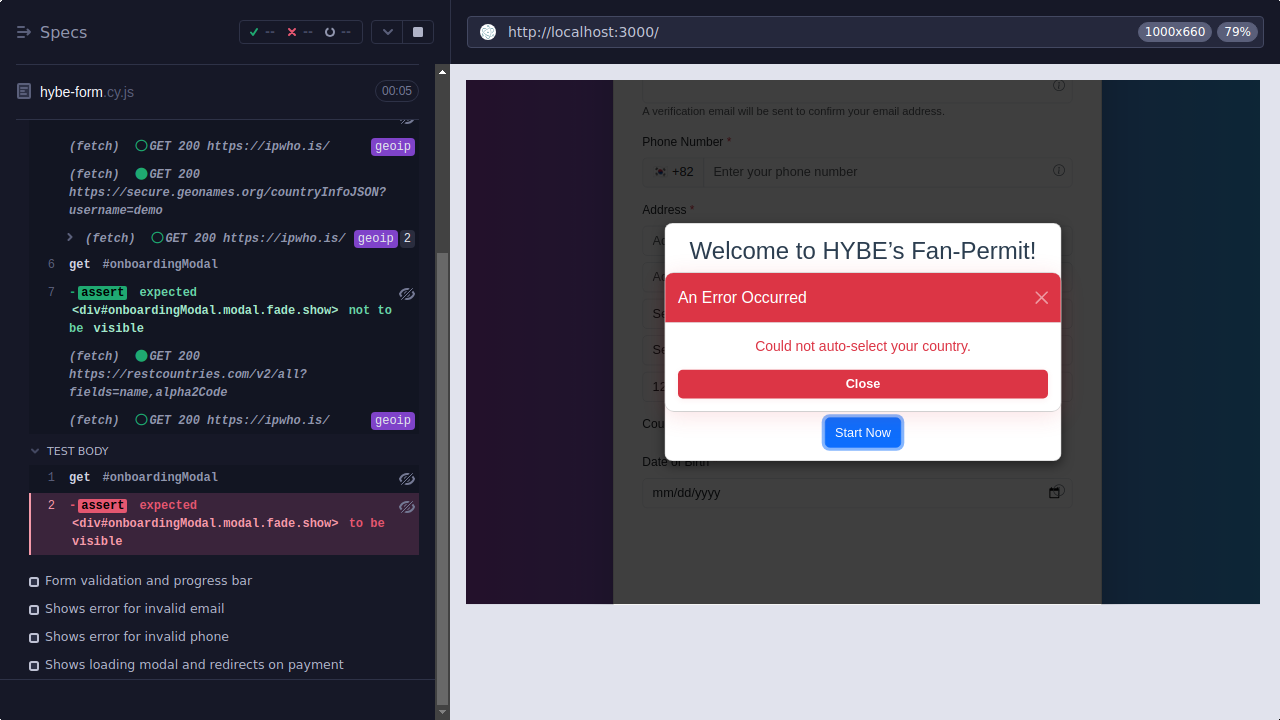 Specs
--
--
--
hybe-form.cy.js
00:05
(fetch) GET 200 https://ipwho.is/ geoip
(fetch) GET 200
https://secure.geonames.org/countryInfoJSON?
username=demo
(fetch) GET 200 https://ipwho.is/ geoip 2
6 get #onboardingModal
7 -assert expected
<div#onboardingModal.modal.fade.show> not to
be visible
(fetch) GET 200
https://restcountries.com/v2/all?
fields=name,alpha2Code
(fetch) GET 200 https://ipwho.is/ geoip
TEST BODY
1 get #onboardingModal
2 -assert expected
<div#onboardingModal.modal.fade.show> to be
visible
Form validation and progress bar
Shows error for invalid email
Shows error for invalid phone
Shows loading modal and redirects on payment
http://localhost:3000/
1000x660
79%
A verification email will be sent to confirm your email address.
Phone Number *
+82 Enter your phone number
Address *
Welcome to HYBE’s Fan-Permit!
An Error Occurred
Could not auto-select your country.
Close
Start Now
Date of Birth
mm/dd/yyyy